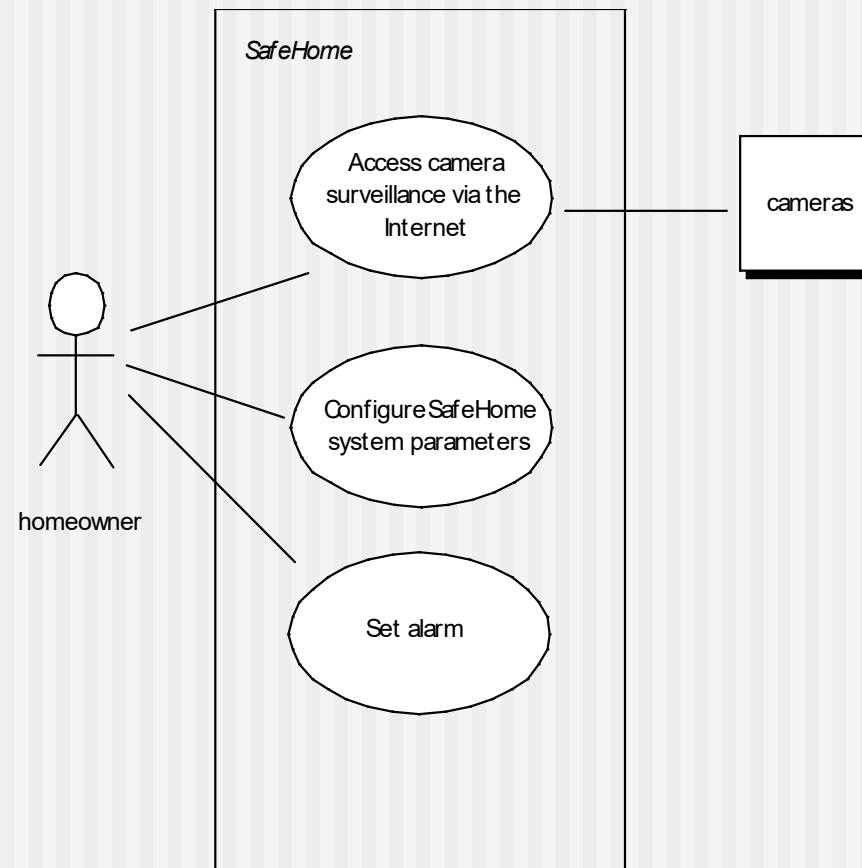 SafeHome
Access camera
surveillance via the
Internet
cameras
Configure SafeHome
system parameters
homeowner
Set alarm